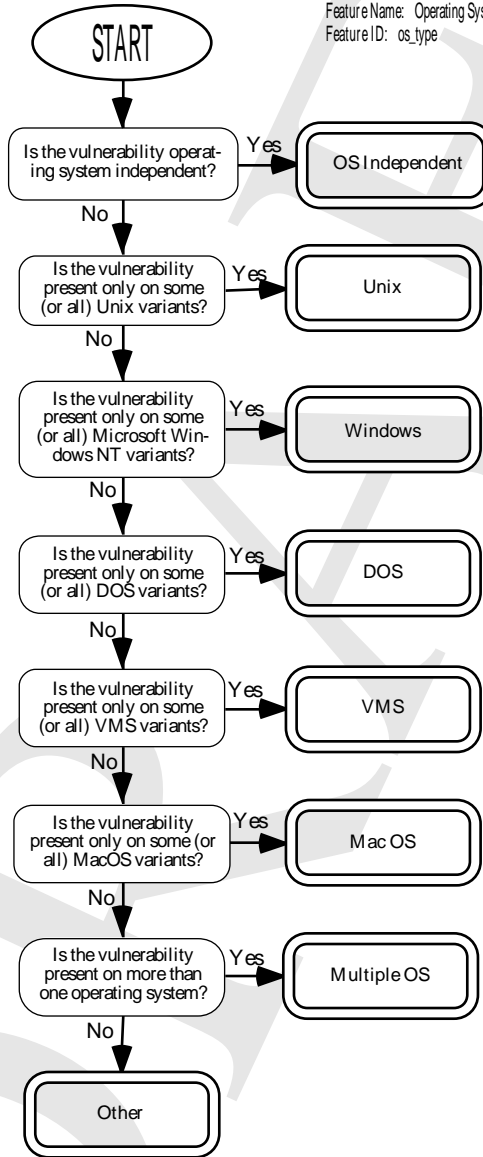 Feature Name: Operating Sys
Feature ID: os_type
START
Is the vulnerability operat-
ing system independent?
Yes
OS Independent
No
Is the vulnerability
present only on some
(or all) Unix variants?
Yes
Unix
No
Is the vulnerability
present only on some
(or all) Microsoft Win-
dows NT variants?
Yes
Windows
No
Is the vulnerability
present only on some
(or all) DOS variants?
Yes
DOS
No
Is the vulnerability
present only on some
(or all) VMS variants?
Yes
VMS
No
Is the vulnerability
present only on some (or
all) MacOS variants?
Yes
Mac OS
No
Is the vulnerability
present on more than
one operating system?
Yes
Multiple OS
No
Other